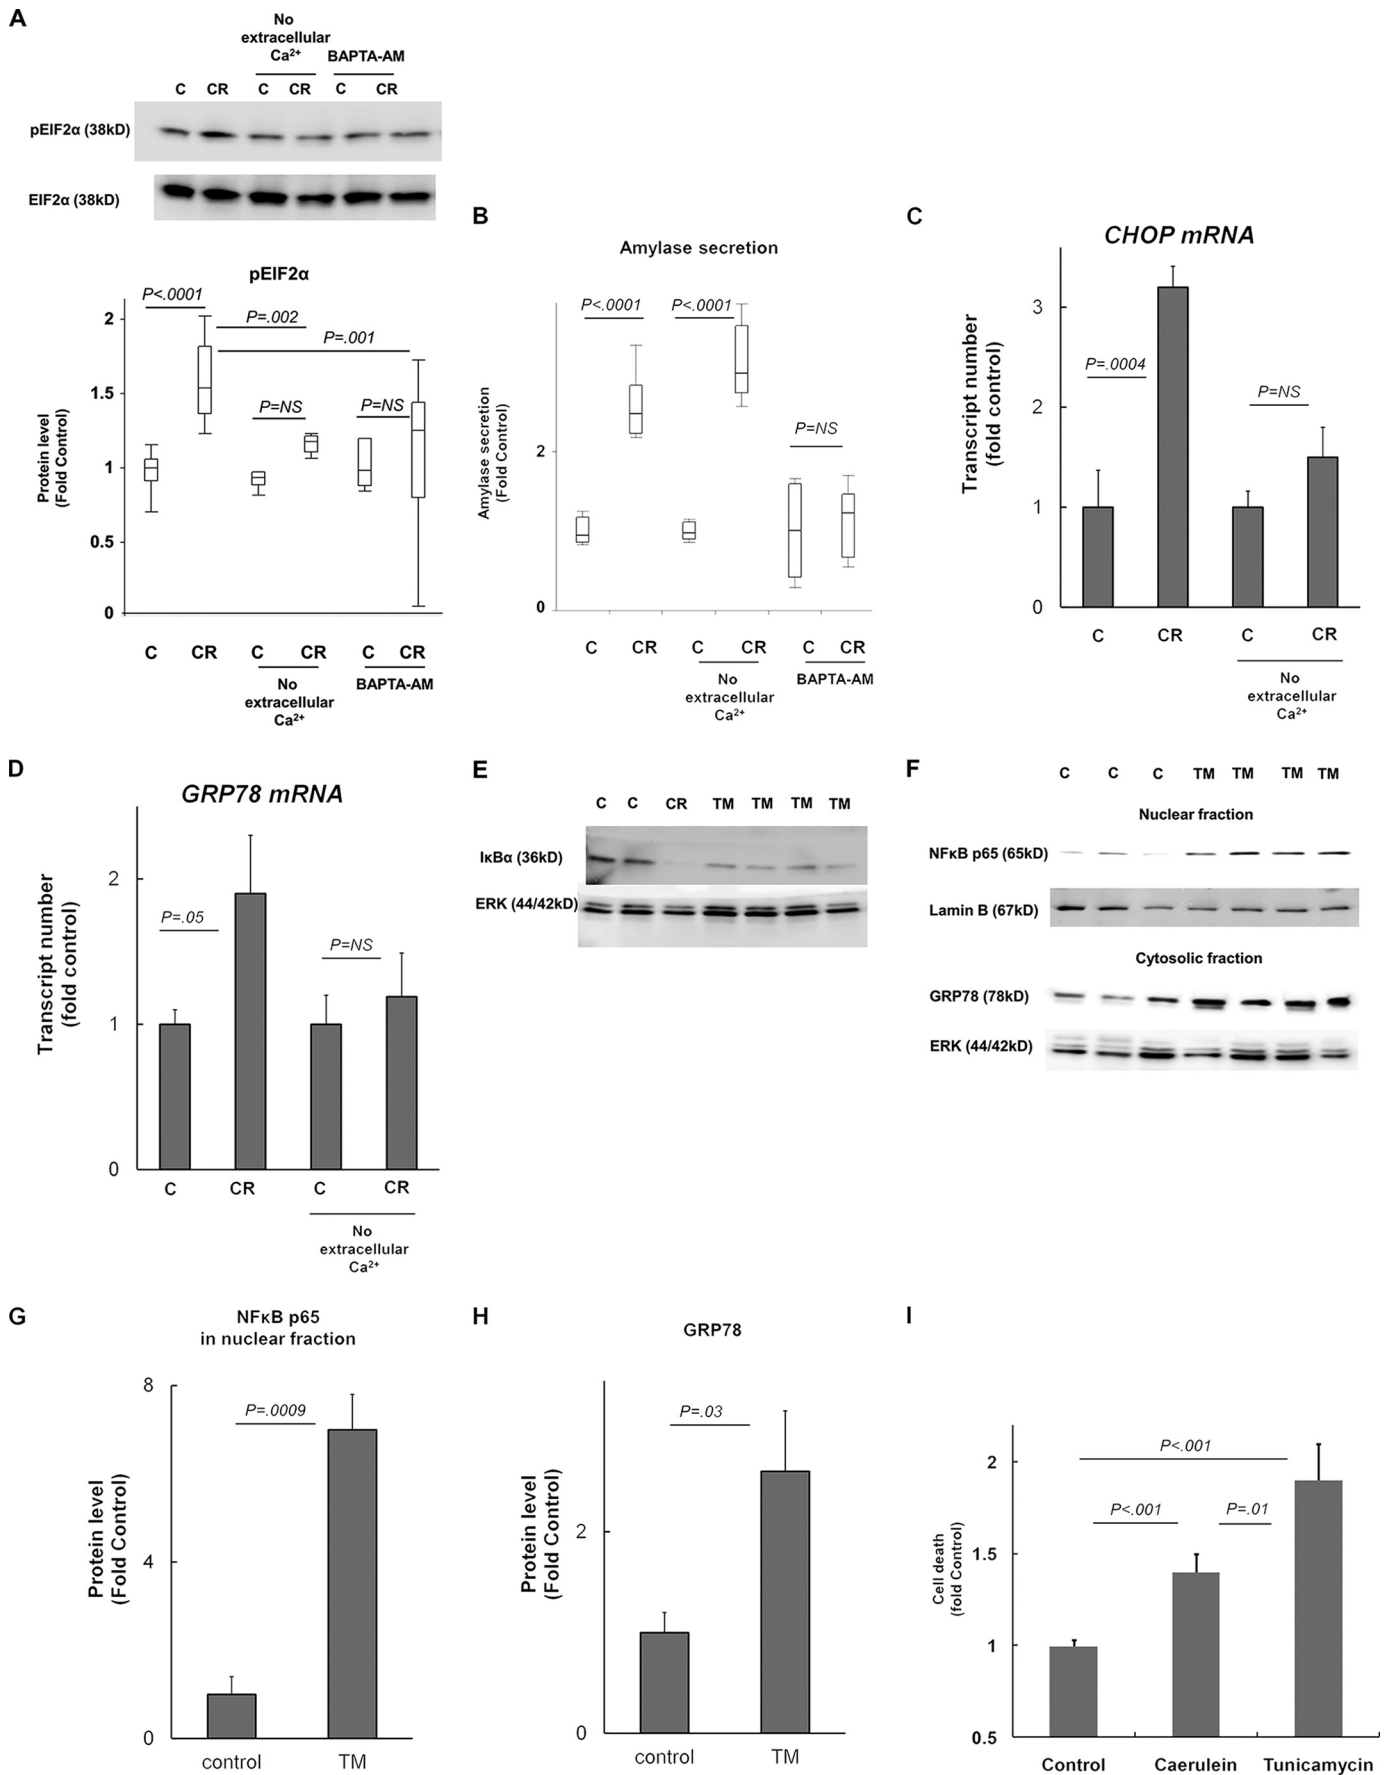 A
No
extracellular
Ca²⁺
BAPTA-AM
C CR C CR C CR
pEIF2α (38kD)
EIF2α (38kD)
pEIF2α
P<.0001
P=.002
P=.001
P=NS
P=NS
Protein level
(Fold Control)
2
1.5
1
0.5
0
C CR C CR C CR
No
extracellular
Ca²⁺
BAPTA-AM
B
Amylase secretion
P<.0001
P<.0001
P=NS
Amylase secretion
(Fold Control)
2
0
C CR C CR C CR
No
extracellular
Ca²⁺
BAPTA-AM
C
CHOP mRNA
Transcript number
(fold control)
3
2
1
0
P=.0004
P=NS
C CR C CR
No
extracellular
Ca²⁺
D
GRP78 mRNA
Transcript number
(fold control)
2
1
0
P=.05
P=NS
C CR C CR
No
extracellular
Ca²⁺
E
C C CR TM TM TM TM
IκBα (36kD)
ERK (44/42kD)
F
C C C TM TM TM TM
Nuclear fraction
NFκB p65 (65kD)
Lamin B (67kD)
Cytosolic fraction
GRP78 (78kD)
ERK (44/42kD)
G
NFκB p65
in nuclear fraction
Protein level
(Fold Control)
8
4
0
P=.0009
control TM
H
GRP78
Protein level
(Fold Control)
2
0
P=.03
control TM
I
Cell death
(fold Control)
2
1.5
1
0.5
P<.001
P<.001
P=.01
Control Caerulein Tunicamycin